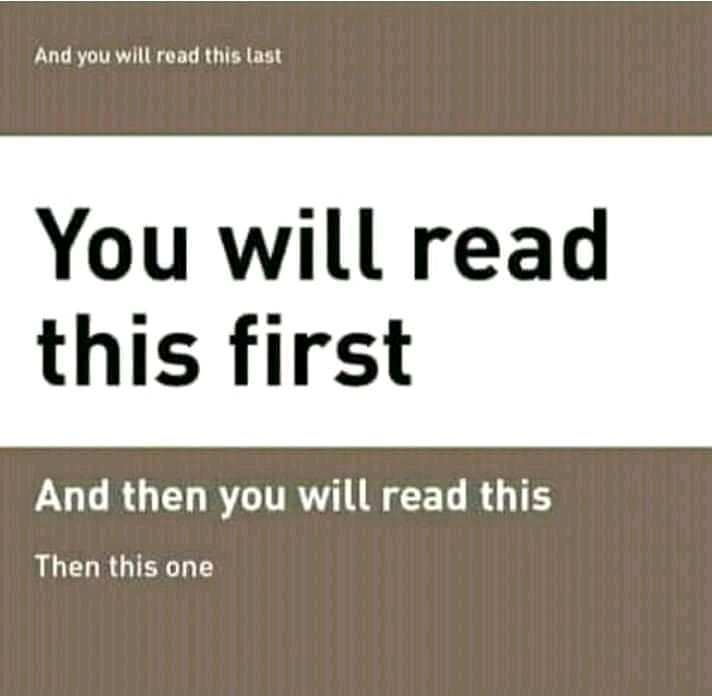 And you will read this last
You will read
this first
And then you will read this
Then this one